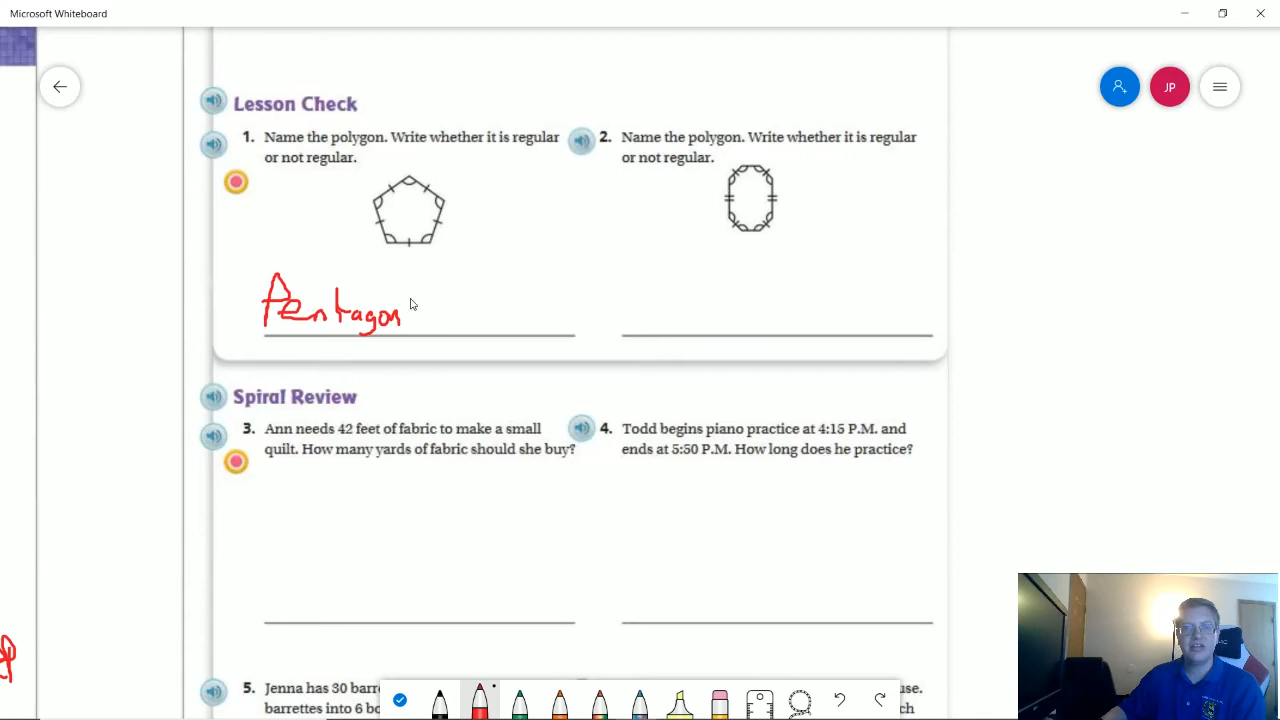 Microsoft Whiteboard
JP
Lesson Check
1. Name the polygon. Write whether it is regular
or not regular.
2. Name the polygon. Write whether it is regular
or not regular.
Pentagon
Spiral Review
3. Ann needs 42 feet of fabric to make a small
quilt. How many yards of fabric should she buy?
4. Todd begins piano practice at 4:15 P.M. and
ends at 5:50 P.M. How long does he practice?
5. Jenna has 30 barre
barrettes into 6 bo
use.
ch